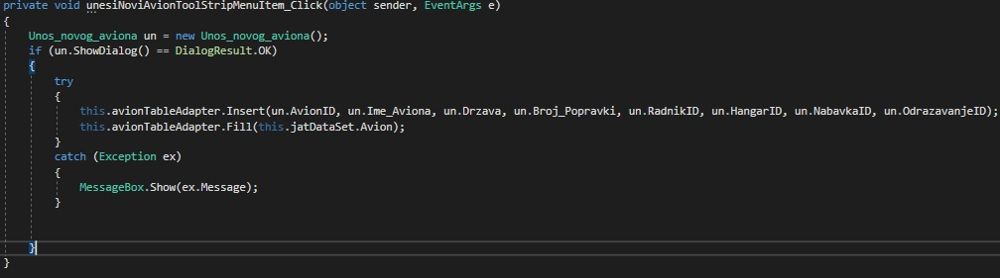 private void unesiNoviAvionToolStripMenuItem_Click(object sender, EventArgs e)
{
Unos_novog_aviona un = new Unos_novog_aviona();
if (un.ShowDialog() == DialogResult.OK)
{
try
{
this.avionTableAdapter.Insert(un.AvionID, un.Ime_Aviona, un.Drzava, un.Broj_Popravki, un.RadnikID, un.HangarID, un.NabavkaID, un.OdrazavanjeID);
this.avionTableAdapter.Fill(this.jatDataSet.Avion);
}
catch (Exception ex)
{
MessageBox.Show(ex.Message);
}
}
}